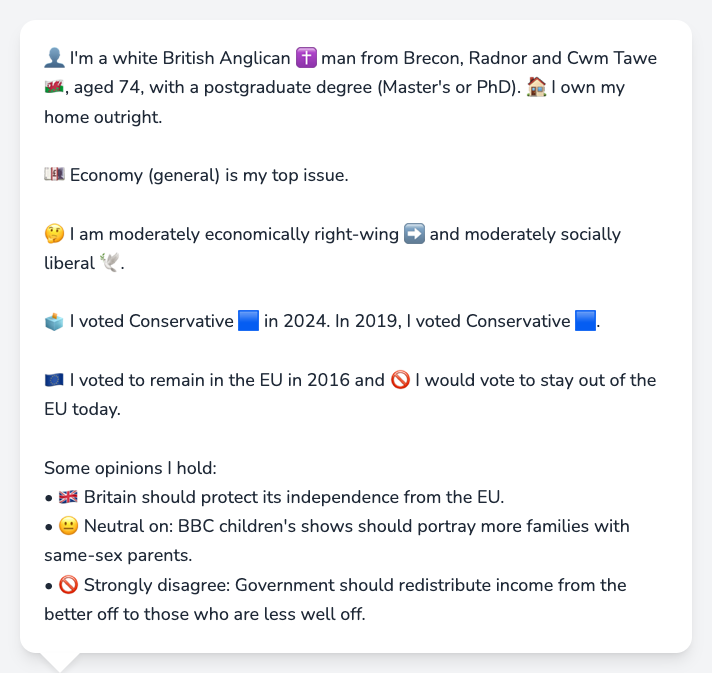 👤 I'm a white British Anglican ✝️ man from Brecon, Radnor and Cwm Tawe
🏴󠁧󠁢󠁷󠁬󠁳󠁿, aged 74, with a postgraduate degree (Master's or PhD). 🏠 I own my
home outright.
💷 Economy (general) is my top issue.
🤔 I am moderately economically right-wing ➡️ and moderately socially
liberal 🕊️.
🗳️ I voted Conservative 🟦 in 2024. In 2019, I voted Conservative 🟦.
🇪🇺 I voted to remain in the EU in 2016 and 🚫 I would vote to stay out of the
EU today.
Some opinions I hold:
• 🇬🇧 Britain should protect its independence from the EU.
• 😐 Neutral on: BBC children's shows should portray more families with
same-sex parents.
• 🚫 Strongly disagree: Government should redistribute income from the
better off to those who are less well off.